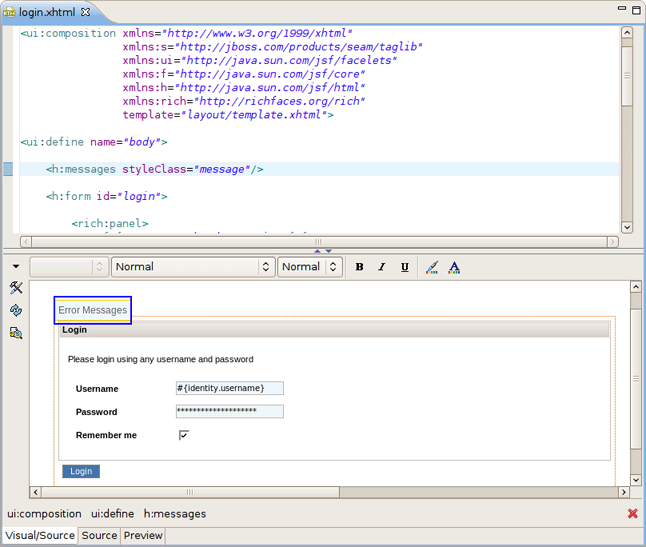 login.xhtml
<ui:composition xmlns="http://www.w3.org/1999/xhtml"
xmlns:s="http://jboss.com/products/seam/taglib"
xmlns:ui="http://java.sun.com/jsf/facelets"
xmlns:f="http://java.sun.com/jsf/core"
xmlns:h="http://java.sun.com/jsf/html"
xmlns:rich="http://richfaces.org/rich"
template="layout/template.xhtml">
<ui:define name="body">
<h:messages styleClass="message"/>
<h:form id="login">
<rich:panel>
Normal Normal B I U A
Error Messages
Login
Please login using any username and password
Username #{identity.username}
Password ********************
Remember me
Login
ui:composition ui:define h:messages
Visual/Source Source Preview